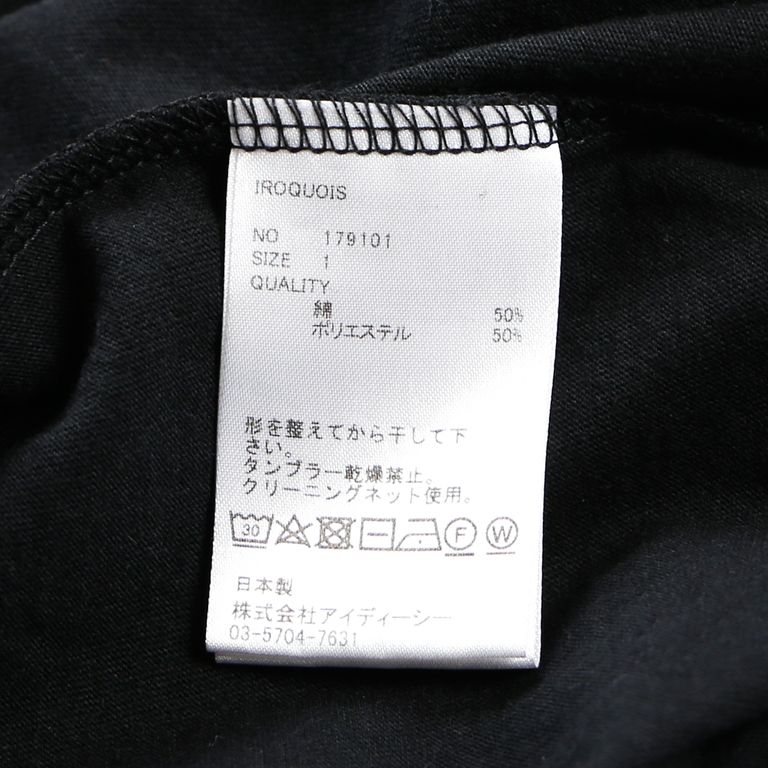 IROQUOIS
NO 179101
SIZE 1
QUALITY
綿 50%
ポリエステル 50%
形を整えてから干して下
さい。
タンブラー乾燥禁止。
クリーニングネット使用。
30 F W
日本製
株式会社アイディーシー
03-5704-7631